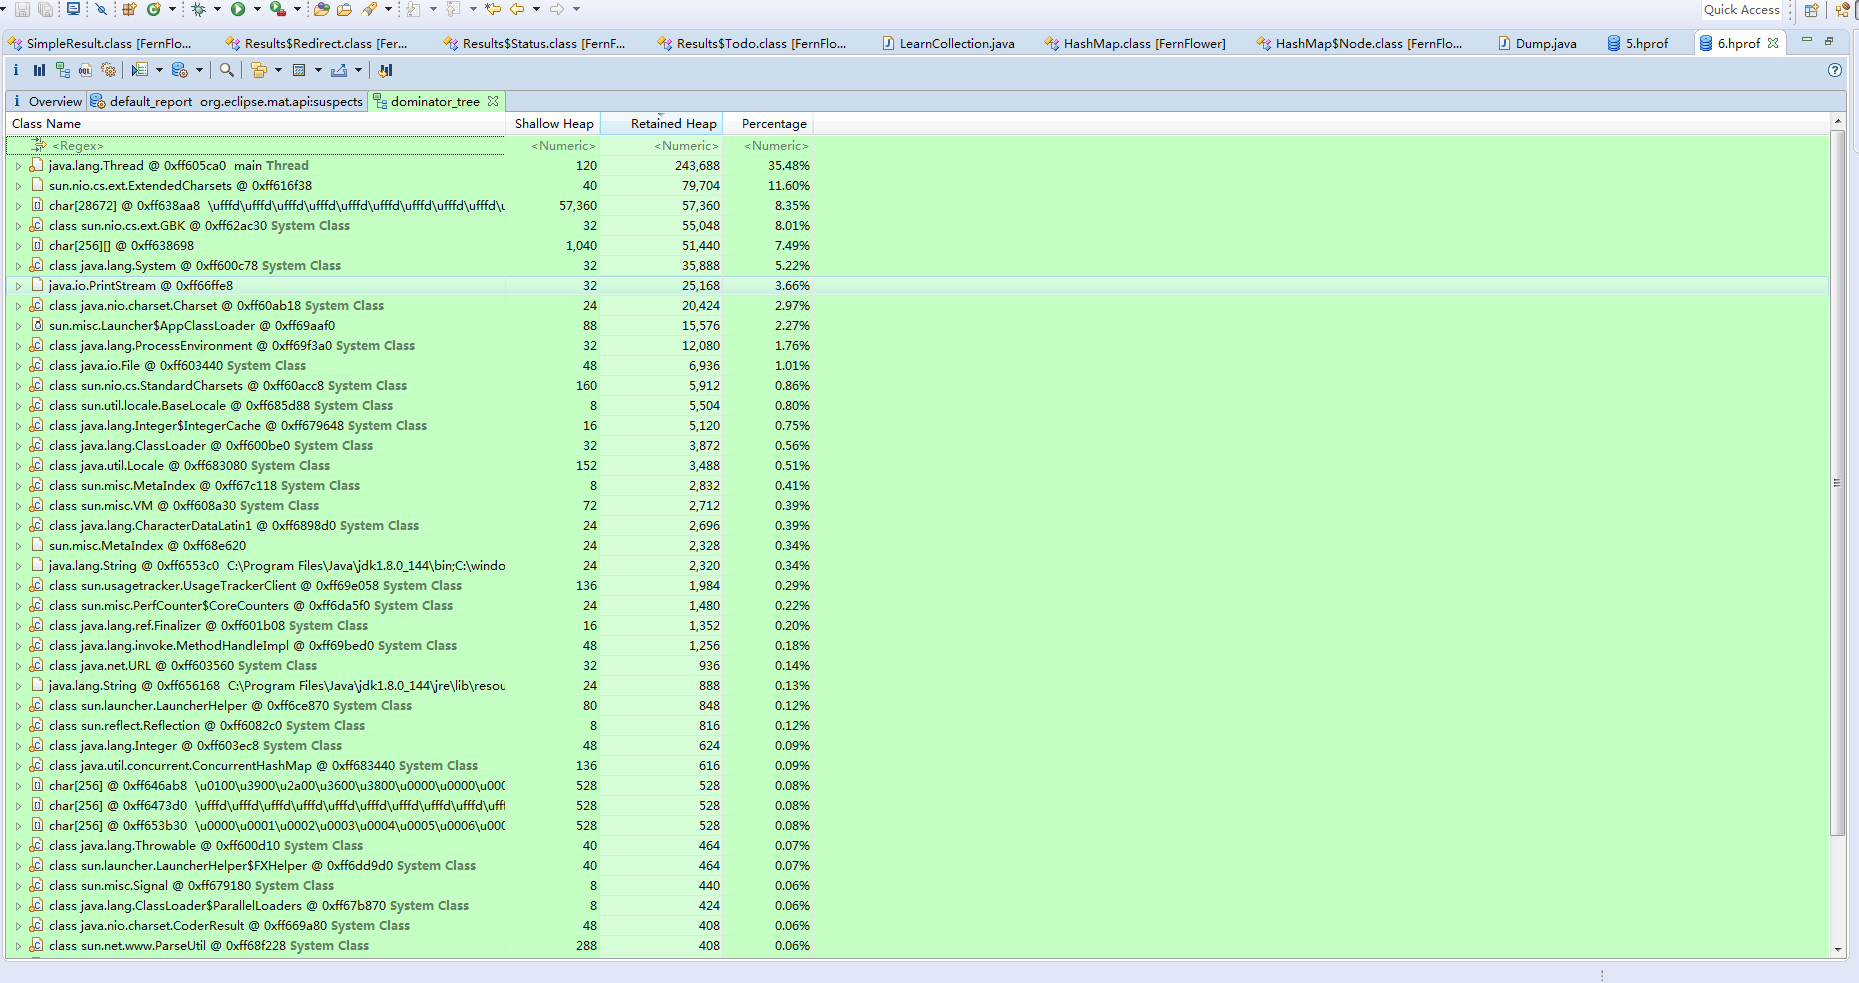 Quick Access
SimpleResult.class [FernFlo... Results$Redirect.class [Fer... Results$Status.class [FernF... Results$Todo.class [FernFlo... LearnCollection.java HashMap.class [FernFlower] HashMap$Node.class [FernFlo... Dump.java 5.hprof 6.hprof
Overview default_report org.eclipse.mat.api:suspects dominator_tree
Class Name Shallow Heap Retained Heap Percentage
<Regex> <Numeric> <Numeric> <Numeric>
java.lang.Thread @ 0xff605ca0 main Thread 120 243,688 35.48%
sun.nio.cs.ext.ExtendedCharsets @ 0xff616f38 40 79,704 11.60%
char[28672] @ 0xff638aa8 \ufffd\ufffd\ufffd\ufffd\ufffd\ufffd\ufffd\ufffd\ufffd\u 57,360 57,360 8.35%
class sun.nio.cs.ext.GBK @ 0xff62ac30 System Class 32 55,048 8.01%
char[256][] @ 0xff638698 1,040 51,440 7.49%
class java.lang.System @ 0xff600c78 System Class 32 35,888 5.22%
java.io.PrintStream @ 0xff66ffe8 32 25,168 3.66%
class java.nio.charset.Charset @ 0xff60ab18 System Class 24 20,424 2.97%
sun.misc.Launcher$AppClassLoader @ 0xff69aaf0 88 15,576 2.27%
class java.lang.ProcessEnvironment @ 0xff69f3a0 System Class 32 12,080 1.76%
class java.io.File @ 0xff603440 System Class 48 6,936 1.01%
class sun.nio.cs.StandardCharsets @ 0xff60acc8 System Class 160 5,912 0.86%
class sun.util.locale.BaseLocale @ 0xff685d88 System Class 8 5,504 0.80%
class java.lang.Integer$IntegerCache @ 0xff679648 System Class 16 5,120 0.75%
class java.lang.ClassLoader @ 0xff600be0 System Class 32 3,872 0.56%
class java.util.Locale @ 0xff683080 System Class 152 3,488 0.51%
class sun.misc.MetaIndex @ 0xff67c118 System Class 8 2,832 0.41%
class sun.misc.VM @ 0xff608a30 System Class 72 2,712 0.39%
class java.lang.CharacterDataLatin1 @ 0xff6898d0 System Class 24 2,696 0.39%
sun.misc.MetaIndex @ 0xff68e620 24 2,328 0.34%
java.lang.String @ 0xff6553c0 C:\Program Files\Java\jdk1.8.0_144\bin;C:\windo 24 2,320 0.34%
class sun.usagetracker.UsageTrackerClient @ 0xff69e058 System Class 136 1,984 0.29%
class sun.misc.PerfCounter$CoreCounters @ 0xff6da5f0 System Class 24 1,480 0.22%
class java.lang.ref.Finalizer @ 0xff601b08 System Class 16 1,352 0.20%
class java.lang.invoke.MethodHandleImpl @ 0xff69bed0 System Class 48 1,256 0.18%
class java.net.URL @ 0xff603560 System Class 32 936 0.14%
java.lang.String @ 0xff656168 C:\Program Files\Java\jdk1.8.0_144\jre\lib\resou 24 888 0.13%
class sun.launcher.LauncherHelper @ 0xff6ce870 System Class 80 848 0.12%
class sun.reflect.Reflection @ 0xff6082c0 System Class 8 816 0.12%
class java.lang.Integer @ 0xff603ec8 System Class 48 624 0.09%
class java.util.concurrent.ConcurrentHashMap @ 0xff683440 System Class 136 616 0.09%
char[256] @ 0xff646ab8 \u0100\u3900\u2a00\u3600\u3800\u0000\u0000\u000 528 528 0.08%
char[256] @ 0xff6473d0 \ufffd\ufffd\ufffd\ufffd\ufffd\ufffd\ufffd\ufffd\ufffd\ufff 528 528 0.08%
char[256] @ 0xff653b30 \u0000\u0001\u0002\u0003\u0004\u0005\u0006\u000 528 528 0.08%
class java.lang.Throwable @ 0xff600d10 System Class 40 464 0.07%
class sun.launcher.LauncherHelper$FXHelper @ 0xff6dd9d0 System Class 40 464 0.07%
class sun.misc.Signal @ 0xff679180 System Class 8 440 0.06%
class java.lang.ClassLoader$ParallelLoaders @ 0xff67b870 System Class 8 424 0.06%
class java.nio.charset.CoderResult @ 0xff669a80 System Class 48 408 0.06%
class sun.net.www.ParseUtil @ 0xff68f228 System Class 288 408 0.06%